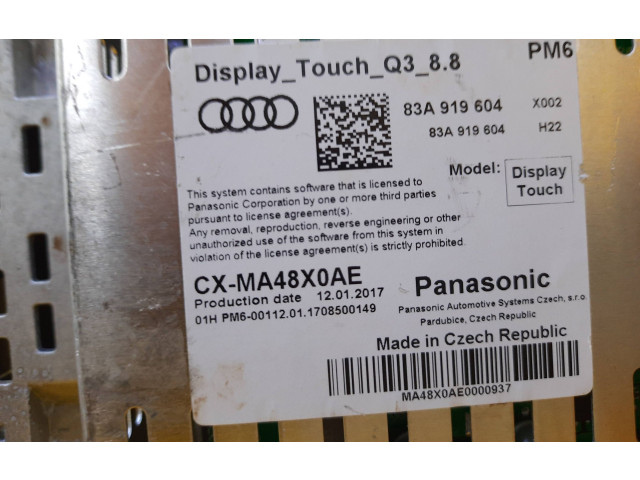 Display_Touch_Q3_8.8 PM6
83A 919 604 X002
83A 919 604 H22
Model: Display Touch
This system contains software that is licensed to
Panasonic Corporation by one or more third parties
pursuant to license agreement(s).
Any removal, reproduction, reverse engineering or other
unauthorized use of the software from this system in
violation of the license agreement(s) is strictly prohibited.
CX-MA48X0AE
Production date 12.01.2017
01H PM6-00112.01.1708500149
Panasonic
Panasonic Automotive Systems Czech, s.r.o.
Pardubice, Czech Republic
Made in Czech Republic
MA48X0AE0000937